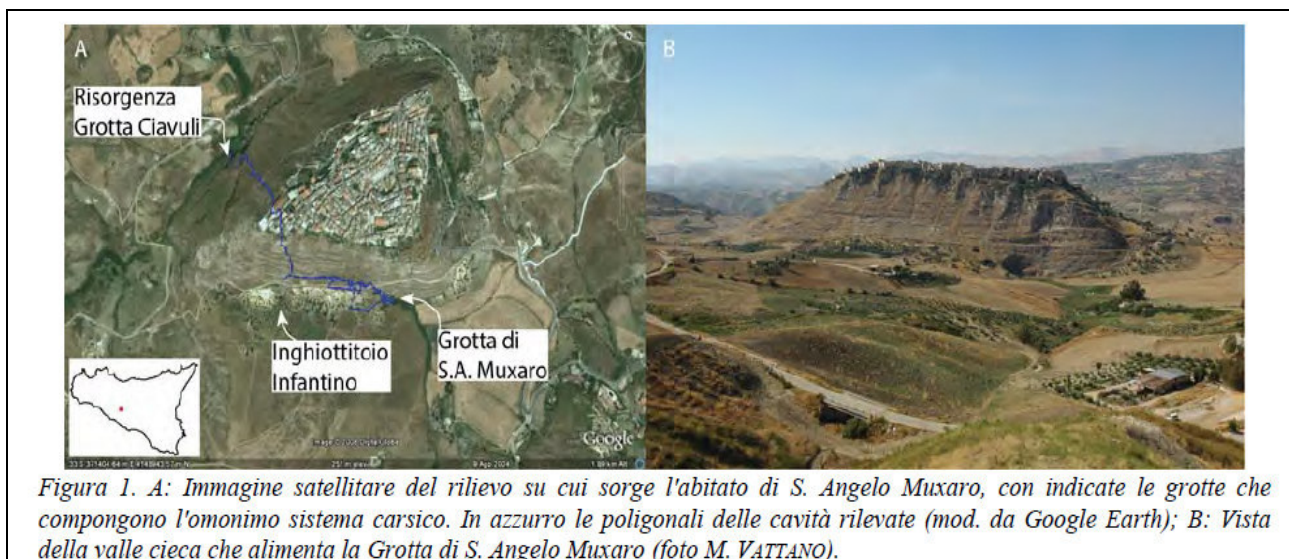 A
B
Risorgenza
Grotta Ciavuli
Inghiottitoio
Infantino
Grotta di
S.A. Muxaro
Google
Figura 1. A: Immagine satellitare del rilievo su cui sorge l'abitato di S. Angelo Muxaro, con indicate le grotte che
compongono l'omonimo sistema carsico. In azzurro le poligonali delle cavità rilevate (mod. da Google Earth); B: Vista
della valle cieca che alimenta la Grotta di S. Angelo Muxaro (foto M. VATTANO).